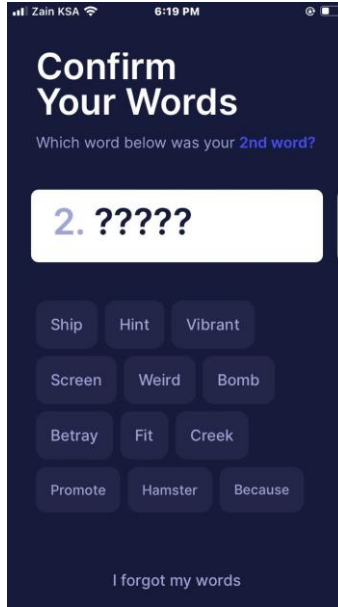 Zain KSA 6:19 PM
Confirm
Your Words
Which word below was your 2nd word?
2. ?????
Ship Hint Vibrant
Screen Weird Bomb
Betray Fit Creek
Promote Hamster Because
I forgot my words